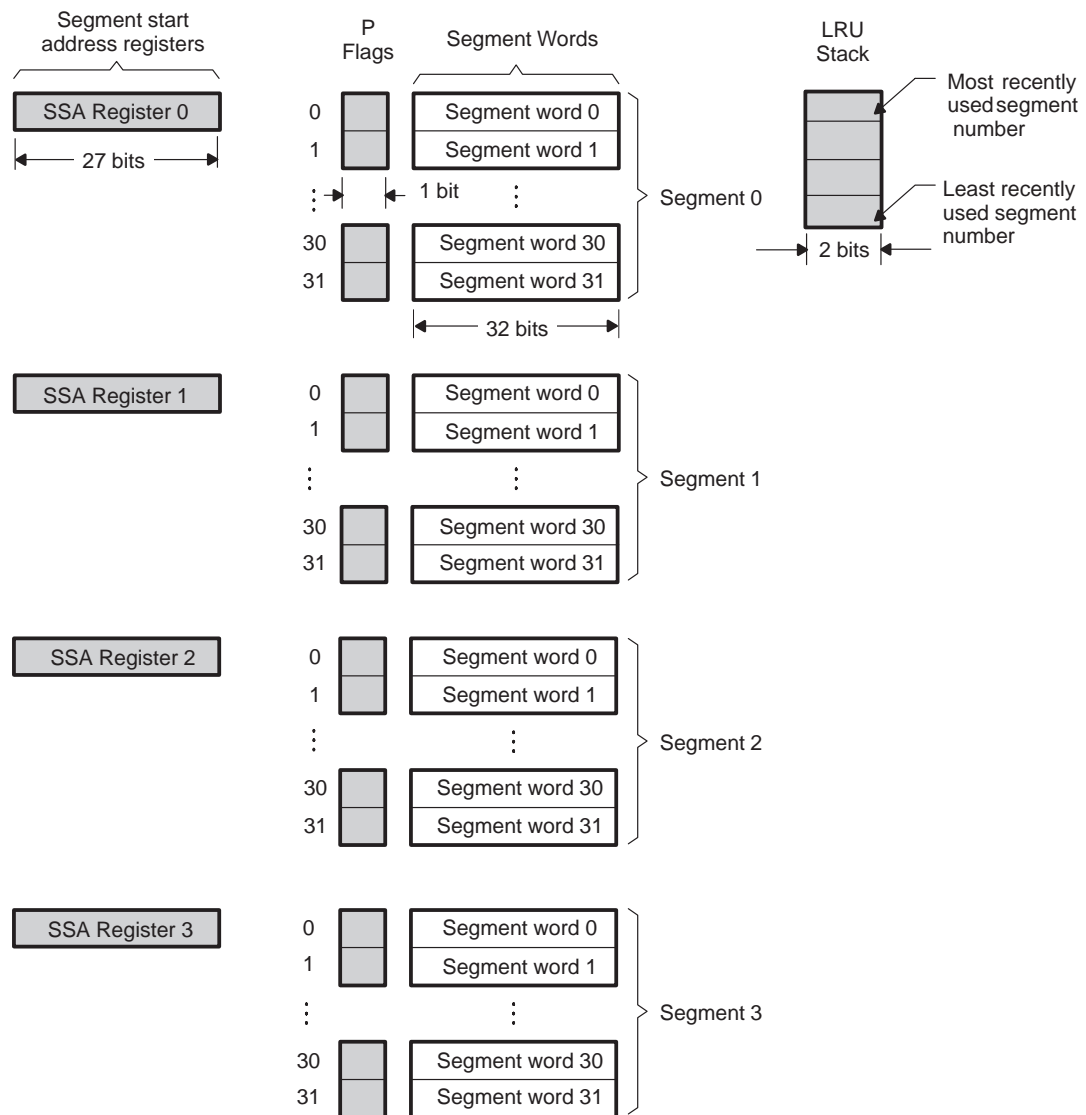 Segment start
address registers
P
Flags
Segment Words
LRU
Stack
SSA Register 0
27 bits
0
1
30
31
1 bit
Segment word 0
Segment word 1
Segment word 30
Segment word 31
32 bits
Segment 0
Most recently
used segment
number
Least recently
used segment
number
2 bits
SSA Register 1
0
1
30
31
Segment word 0
Segment word 1
Segment word 30
Segment word 31
Segment 1
SSA Register 2
0
1
30
31
Segment word 0
Segment word 1
Segment word 30
Segment word 31
Segment 2
SSA Register 3
0
1
30
31
Segment word 0
Segment word 1
Segment word 30
Segment word 31
Segment 3